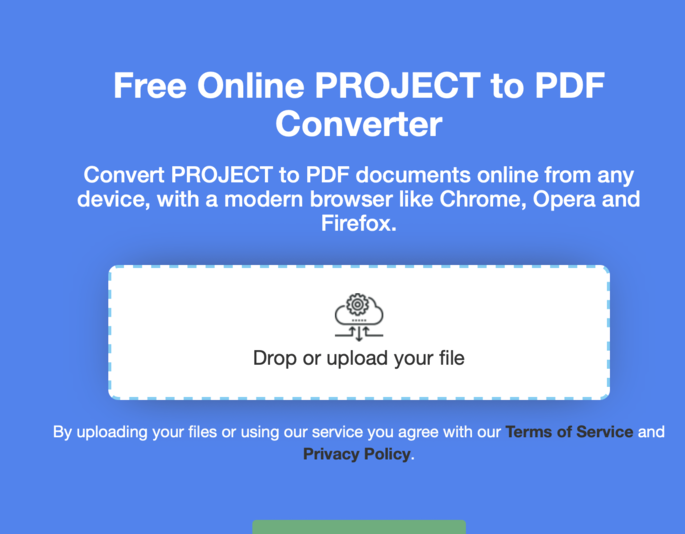 Free Online PROJECT to PDF
Converter
Convert PROJECT to PDF documents online from any
device, with a modern browser like Chrome, Opera and
Firefox.
Drop or upload your file
By uploading your files or using our service you agree with our Terms of Service and
Privacy Policy.